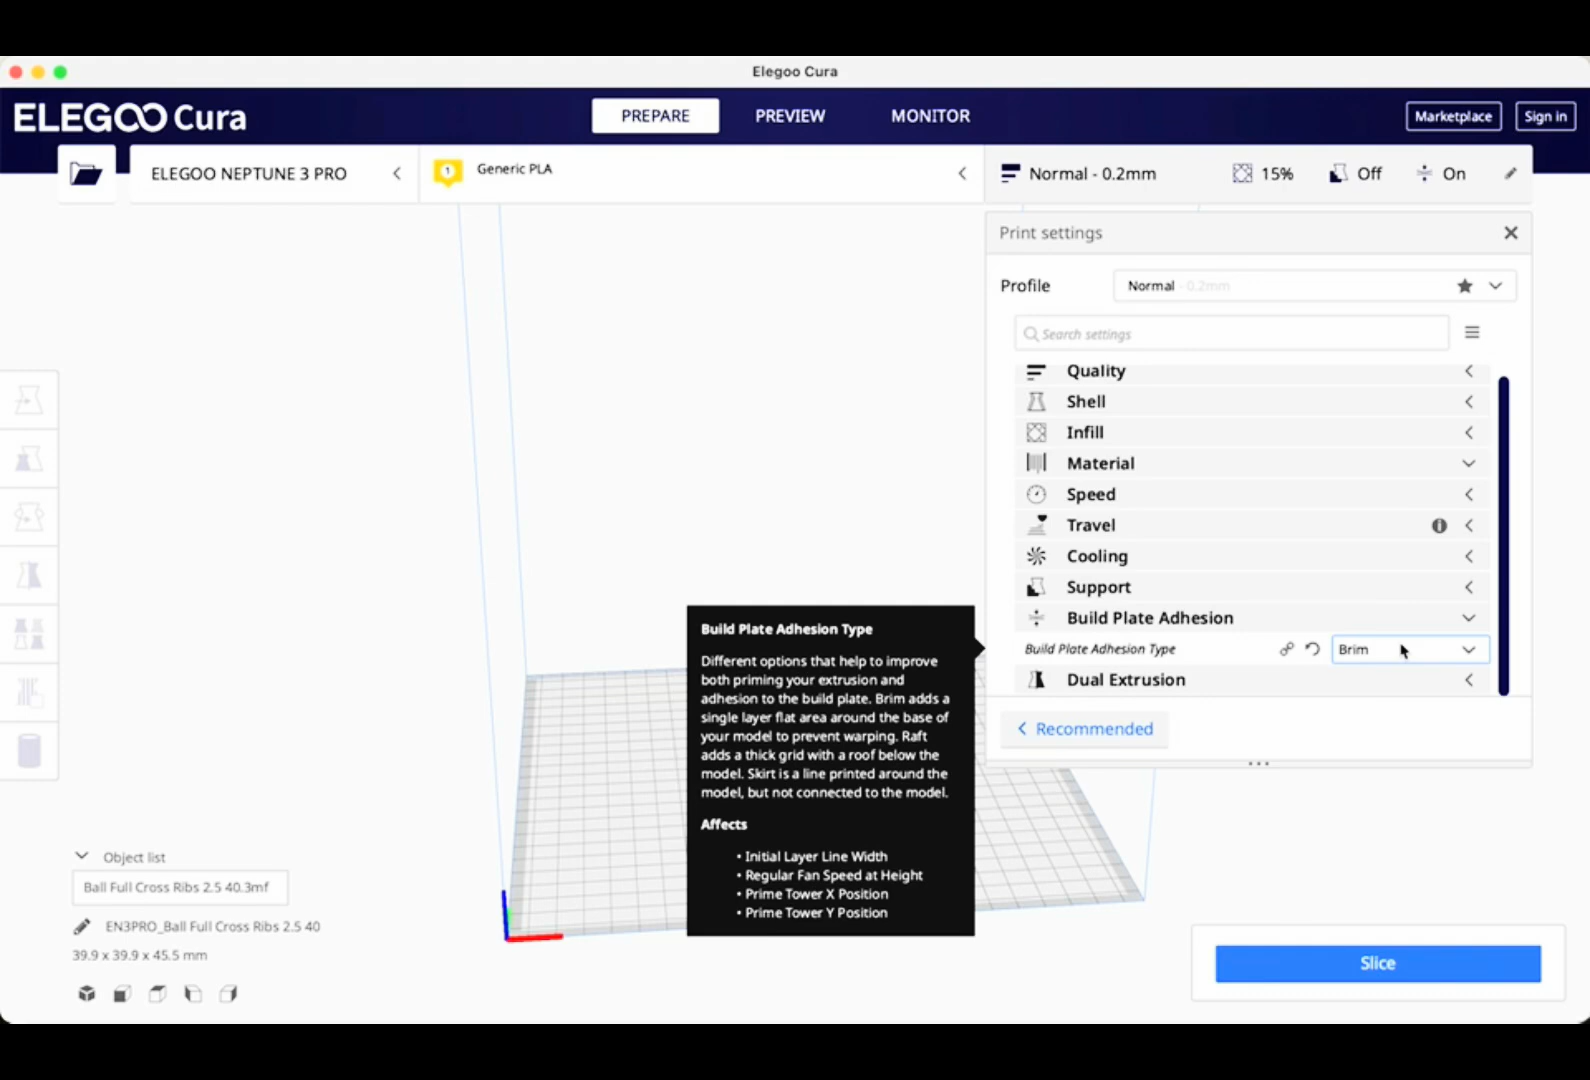 Elegoo Cura
ELEGOO Cura
PREPARE
PREVIEW
MONITOR
Marketplace
Sign in
ELEGOO NEPTUNE 3 PRO
1
Generic PLA
Normal - 0.2mm
15%
Off
On
Print settings
Profile
Normal - 0.2mm
Search settings
Quality
Shell
Infill
Material
Speed
Travel
Cooling
Support
Build Plate Adhesion
Build Plate Adhesion Type
Brim
Dual Extrusion
Recommended
Build Plate Adhesion Type
Different options that help to improve
both priming your extrusion and
adhesion to the build plate. Brim adds a
single layer flat area around the base of
your model to prevent warping. Raft
adds a thick grid with a roof below the
model. Skirt is a line printed around the
model, but not connected to the model.
Affects
• Initial Layer Line Width
• Regular Fan Speed at Height
• Prime Tower X Position
• Prime Tower Y Position
Object list
Ball Full Cross Ribs 2.5 40.3mf
EN3PRO_Ball Full Cross Ribs 2.5 40
39.9 x 39.9 x 45.5 mm
Slice